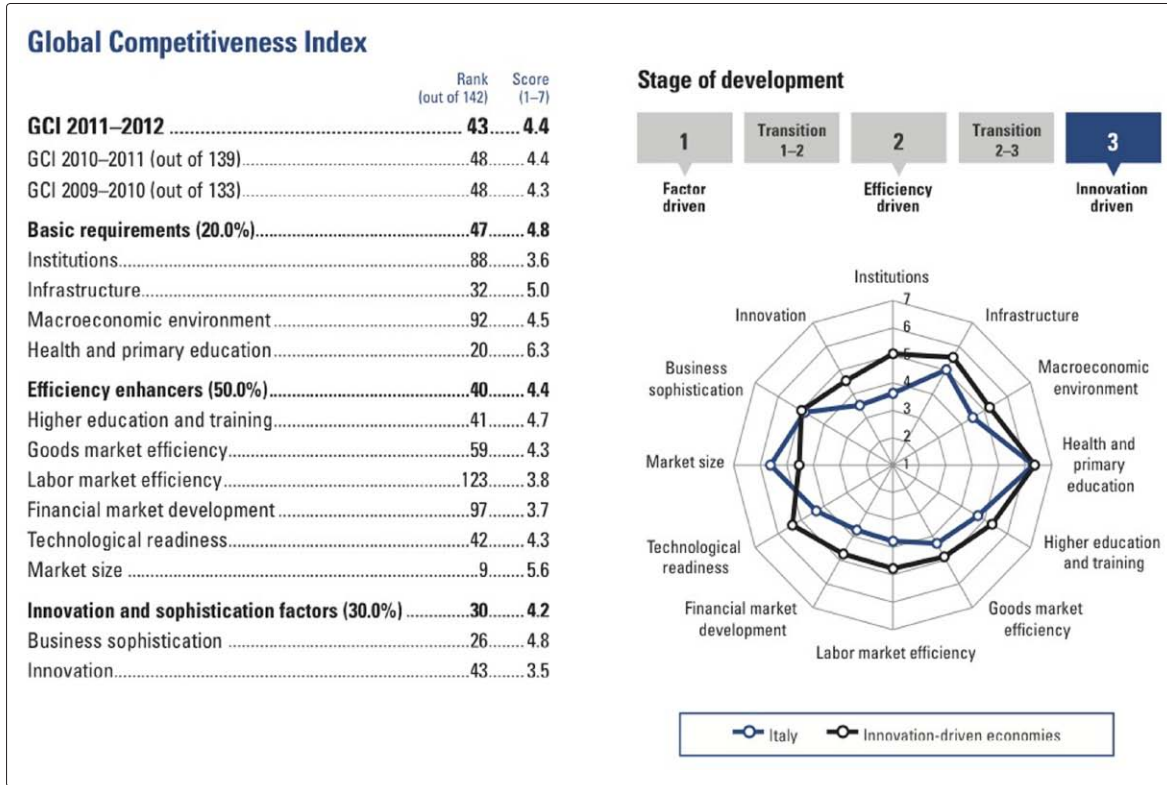 Global Competitiveness Index
Rank Score
(out of 142) (1–7)
GCI 2011–2012 43 4.4
GCI 2010–2011 (out of 139) 48 4.4
GCI 2009–2010 (out of 133) 48 4.3
Basic requirements (20.0%) 47 4.8
Institutions 88 3.6
Infrastructure 32 5.0
Macroeconomic environment 92 4.5
Health and primary education 20 6.3
Efficiency enhancers (50.0%) 40 4.4
Higher education and training 41 4.7
Goods market efficiency 59 4.3
Labor market efficiency 123 3.8
Financial market development 97 3.7
Technological readiness 42 4.3
Market size 9 5.6
Innovation and sophistication factors (30.0%) 30 4.2
Business sophistication 26 4.8
Innovation 43 3.5
Stage of development
1
Transition
1–2
2
Transition
2–3
3
Factor
driven
Efficiency
driven
Innovation
driven
Institutions
Infrastructure
Macroeconomic
environment
Health and
primary
education
Higher education
and training
Goods market
efficiency
Labor market efficiency
Financial market
development
Technological
readiness
Market size
Business
sophistication
Innovation
7
6
5
4
3
2
1
Italy
Innovation-driven economies